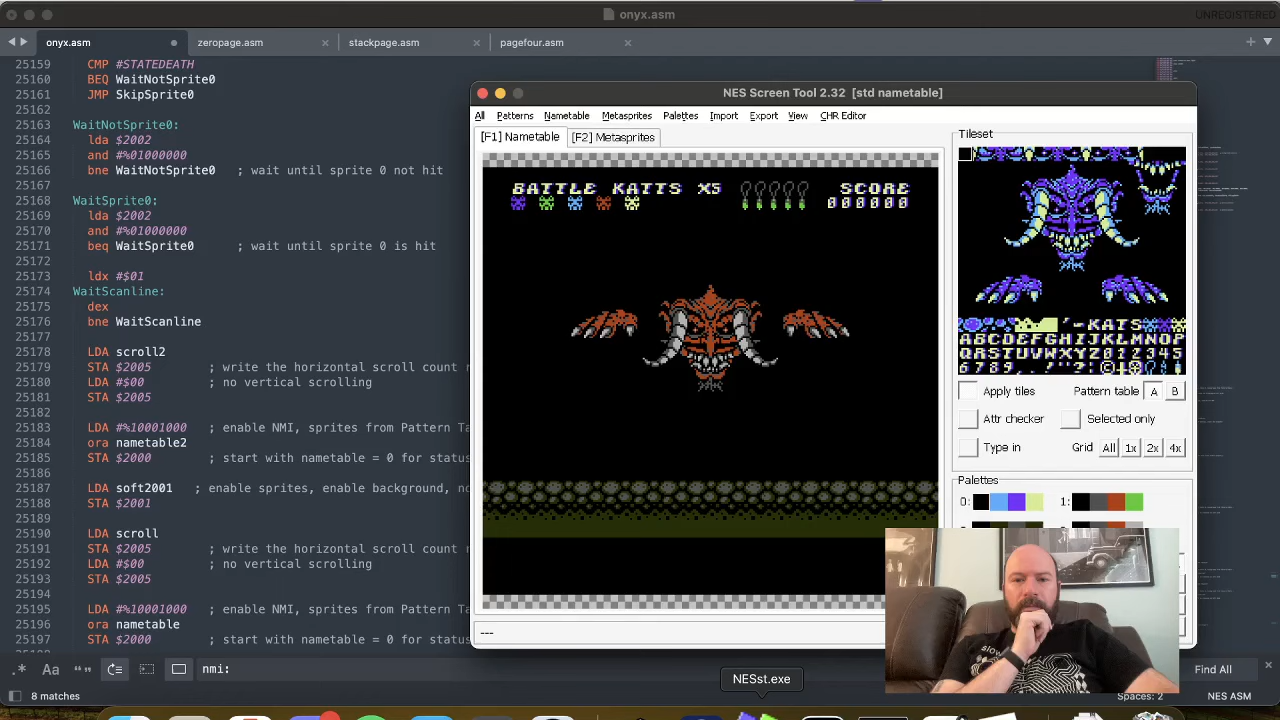 onyx.asm
UNREGISTERED
onyx.asm
zeropage.asm
stackpage.asm
pagefour.asm
25159 CMP #STATEDEATH
25160 BEQ WaitNotSprite0
25161 JMP SkipSprite0
25162
25163 WaitNotSprite0:
25164 lda $2002
25165 and #%01000000
25166 bne WaitNotSprite0 ; wait until sprite 0 not hit
25167
25168 WaitSprite0:
25169 lda $2002
25170 and #%01000000
25171 beq WaitSprite0 ; wait until sprite 0 is hit
25172
25173 ldx #$01
25174 WaitScanline:
25175 dex
25176 bne WaitScanline
25177
25178 LDA scroll2
25179 STA $2005 ; write the horizontal scroll count r
25180 LDA #$00 ; no vertical scrolling
25181 STA $2005
25182
25183 LDA #%10001000 ; enable NMI, sprites from Pattern Ta
25184 ora nametable2
25185 STA $2000 ; start with nametable = 0 for status
25186
25187 LDA soft2001 ; enable sprites, enable background, no
25188 STA $2001
25189
25190 LDA scroll
25191 STA $2005 ; write the horizontal scroll count r
25192 LDA #$00 ; no vertical scrolling
25193 STA $2005
25194
25195 LDA #%10001000 ; enable NMI, sprites from Pattern Ta
25196 ora nametable
25197 STA $2000 ; start with nametable = 0 for status
NES Screen Tool 2.32 [std nametable]
All Patterns Nametable Metasprites Palettes Import Export View CHR Editor
[F1] Nametable [F2] Metasprites
BATTLE KATTS X5 SCORE
000000
---
Tileset
'-KATS
ABCDEFGHIJKLMNOP
QRSTUVWXYZ012345
6789
Apply tiles Pattern table A B
Attr checker Selected only
Type in Grid All 1x 2x 4x
Palettes
0: 1:
slow
.* Aa “” nmi: Find All
8 matches
NESst.exe
Spaces: 2 NES ASM